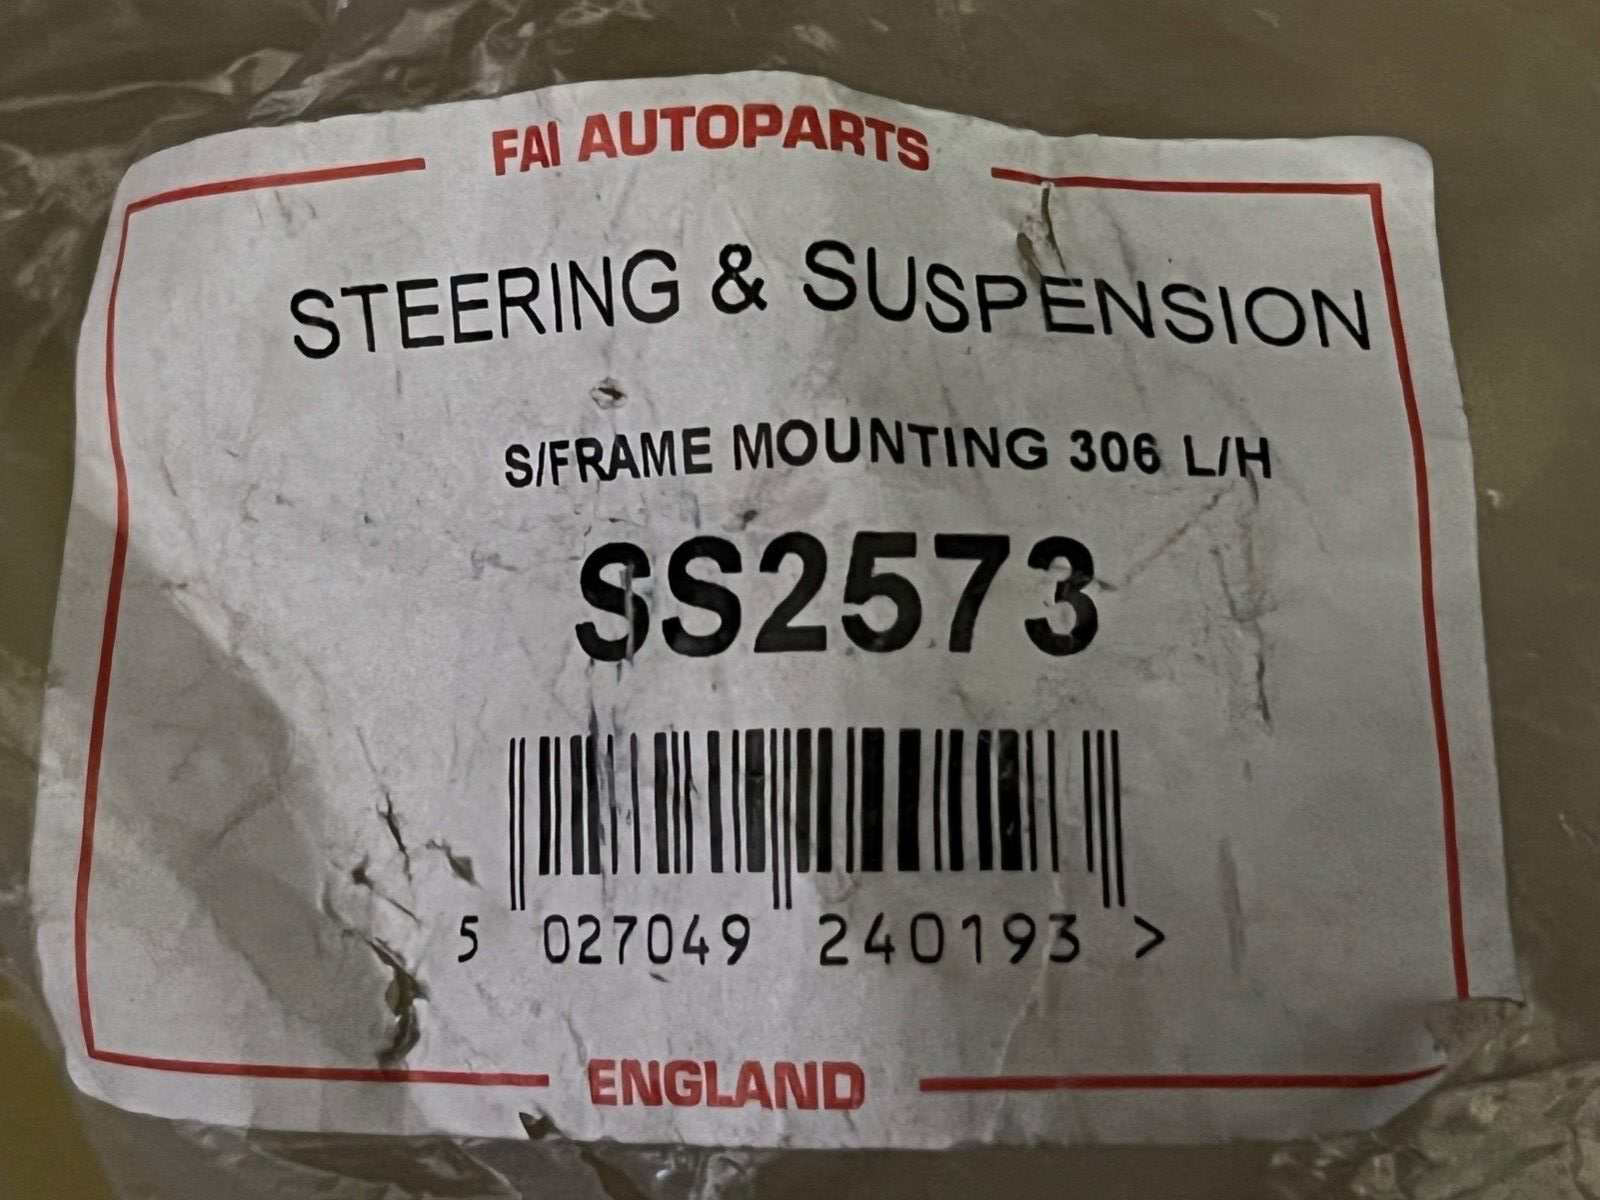 FAI AUTOPARTS
STEERING & SUSPENSION
S/FRAME MOUNTING 306 L/H
SS2573
5 027049 240193 >
ENGLAND